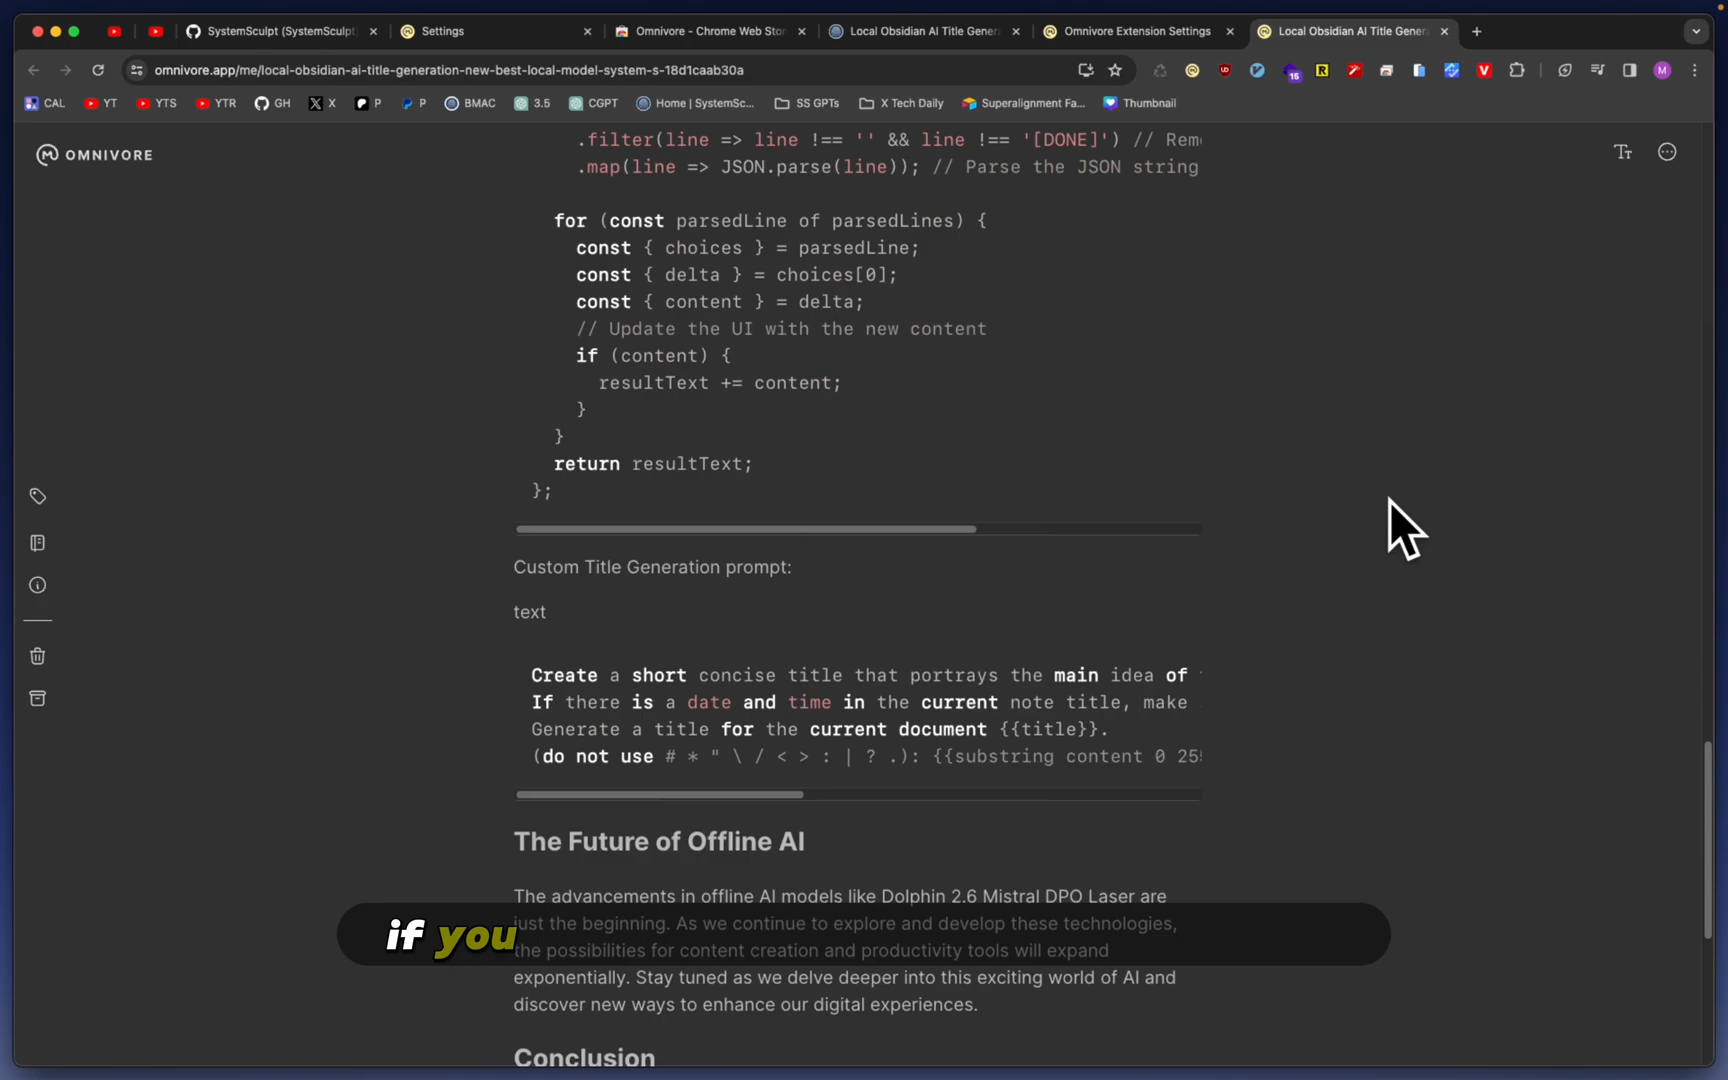 SystemSculpt (SystemSculpt)
Settings
Omnivore - Chrome Web Stor
Local Obsidian AI Title Gener
Omnivore Extension Settings
Local Obsidian AI Title Gener
omnivore.app/me/local-obsidian-ai-title-generation-new-best-local-model-system-s-18d1caab30a
15
M
CAL
YT
YTS
YTR
GH
X
P
P
BMAC
3.5
CGPT
Home | SystemSc...
SS GPTs
X Tech Daily
Superalignment Fa...
Thumbnail
OMNIVORE
.filter(line => line !== '' && line !== '[DONE]') // Rem
.map(line => JSON.parse(line)); // Parse the JSON string
for (const parsedLine of parsedLines) {
const { choices } = parsedLine;
const { delta } = choices[0];
const { content } = delta;
// Update the UI with the new content
if (content) {
resultText += content;
}
}
return resultText;
};
Custom Title Generation prompt:
text
Create a short concise title that portrays the main idea of
If there is a date and time in the current note title, make
Generate a title for the current document {{title}}.
(do not use # * " \ / < > : | ? .): {{substring content 0 255
The Future of Offline AI
The advancements in offline AI models like Dolphin 2.6 Mistral DPO Laser are
just the beginning. As we continue to explore and develop these technologies,
if you
the possibilities for content creation and productivity tools will expand
exponentially. Stay tuned as we delve deeper into this exciting world of AI and
discover new ways to enhance our digital experiences.
Conclusion